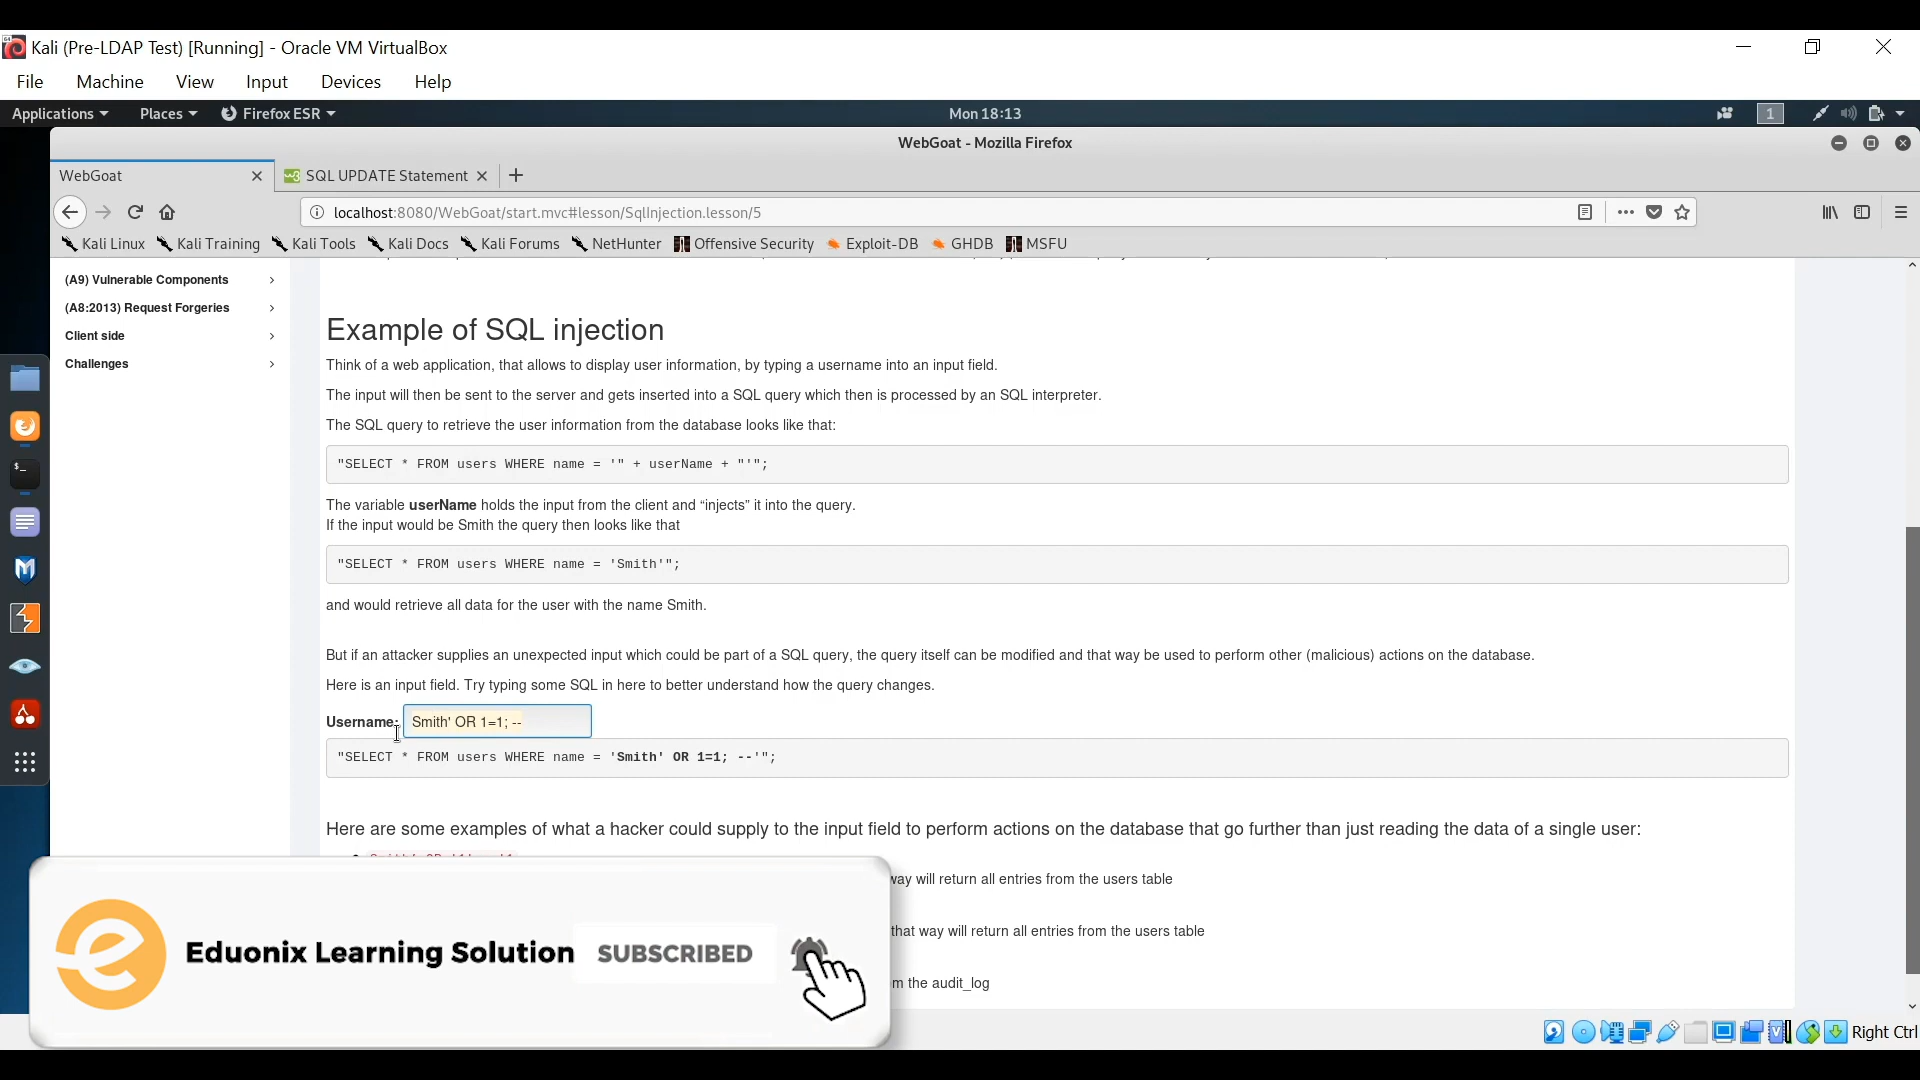 Kali (Pre-LDAP Test) [Running] - Oracle VM VirtualBox
File Machine View Input Devices Help
Applications Places Firefox ESR Mon 18:13 1
WebGoat - Mozilla Firefox
WebGoat SQL UPDATE Statement
localhost:8080/WebGoat/start.mvc#lesson/SqlInjection.lesson/5
Kali Linux Kali Training Kali Tools Kali Docs Kali Forums NetHunter Offensive Security Exploit-DB GHDB MSFU
(A9) Vulnerable Components
(A8:2013) Request Forgeries
Client side
Challenges
Example of SQL injection
Think of a web application, that allows to display user information, by typing a username into an input field.
The input will then be sent to the server and gets inserted into a SQL query which then is processed by an SQL interpreter.
The SQL query to retrieve the user information from the database looks like that:
"SELECT * FROM users WHERE name = '" + userName + "'";
The variable userName holds the input from the client and “injects” it into the query.
If the input would be Smith the query then looks like that
"SELECT * FROM users WHERE name = 'Smith'";
and would retrieve all data for the user with the name Smith.
But if an attacker supplies an unexpected input which could be part of a SQL query, the query itself can be modified and that way be used to perform other (malicious) actions on the database.
Here is an input field. Try typing some SQL in here to better understand how the query changes.
Username: Smith' OR 1=1; --
"SELECT * FROM users WHERE name = 'Smith' OR 1=1; --'";
Here are some examples of what a hacker could supply to the input field to perform actions on the database that go further than just reading the data of a single user:
way will return all entries from the users table
that way will return all entries from the users table
the audit_log
Eduonix Learning Solution SUBSCRIBED
Right Ctrl